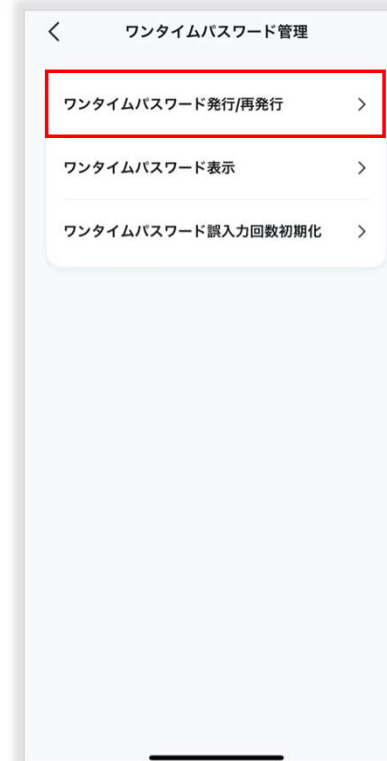 ワンタイムパスワード管理
ワンタイムパスワード発行/再発行
ワンタイムパスワード表示
ワンタイムパスワード誤入力回数初期化